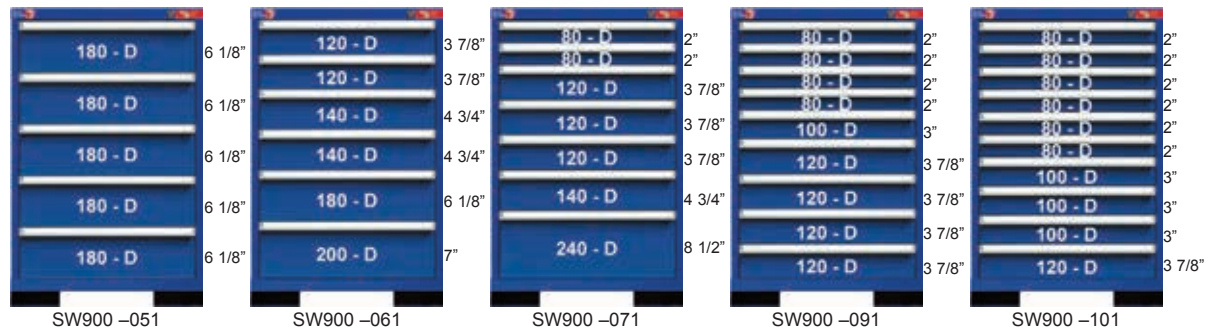 180 - D
6 1/8”
180 - D
6 1/8”
180 - D
6 1/8”
180 - D
6 1/8”
180 - D
6 1/8”
SW900 –051
120 - D
3 7/8”
120 - D
3 7/8”
140 - D
4 3/4”
140 - D
4 3/4”
180 - D
6 1/8”
200 - D
7”
SW900 –061
80 - D
2”
80 - D
2”
120 - D
3 7/8”
120 - D
3 7/8”
120 - D
3 7/8”
140 - D
4 3/4”
240 - D
8 1/2”
SW900 –071
80 - D
2”
80 - D
2”
80 - D
2”
80 - D
2”
100 - D
3”
120 - D
3 7/8”
120 - D
3 7/8”
120 - D
3 7/8”
120 - D
3 7/8”
SW900 –091
80 - D
2”
80 - D
2”
80 - D
2”
80 - D
2”
80 - D
2”
80 - D
2”
100 - D
3”
100 - D
3”
100 - D
3”
120 - D
3 7/8”
SW900 –101